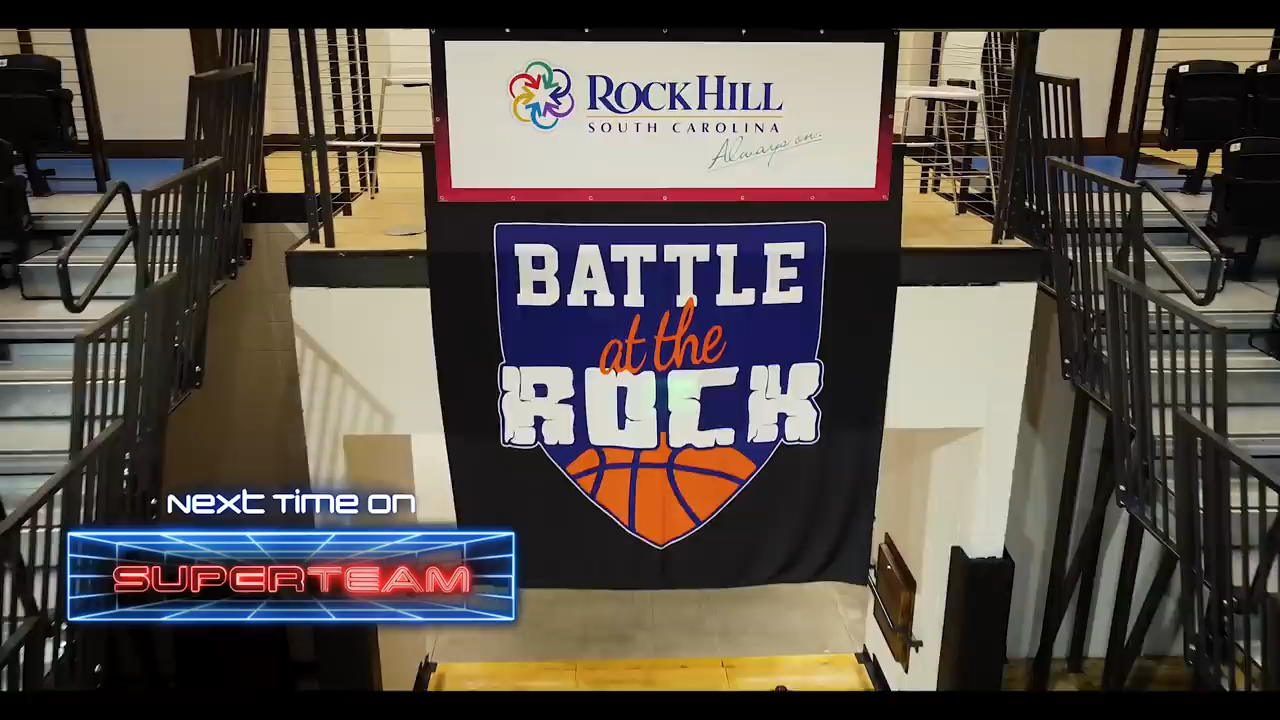 ROCK HILL
SOUTH CAROLINA
Always on.
BATTLE
at the
ROCK
Next Time on
SUPERTEAM